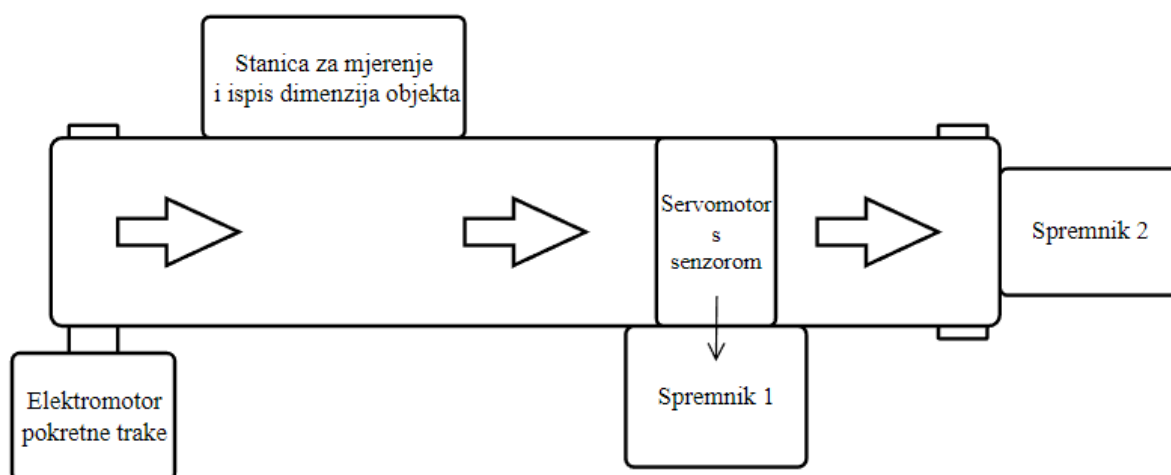 Stanica za mjerenje
i ispis dimenzija objekta
Servomotor
s
senzorom
Spremnik 2
Elektromotor
pokretne trake
Spremnik 1